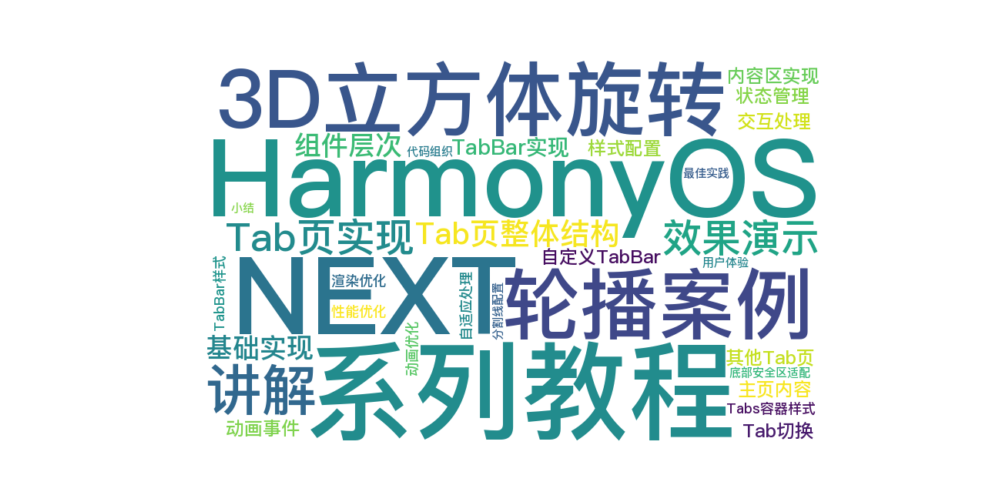 3D立方体旋转
内容区实现
状态管理
交互处理
组件层次
代码组织
TabBar实现
样式配置
HarmonyOS
最佳实践
小结
Tab页实现
Tab页整体结构
效果演示
自定义TabBar
用户体验
TabBar样式
NEXT
渲染优化
性能优化
动画优化
自适应处理
分割线配置
轮播案例
基础实现
讲解
动画事件
系列教程
其他Tab页
底部安全区适配
主页内容
Tabs容器样式
Tab切换